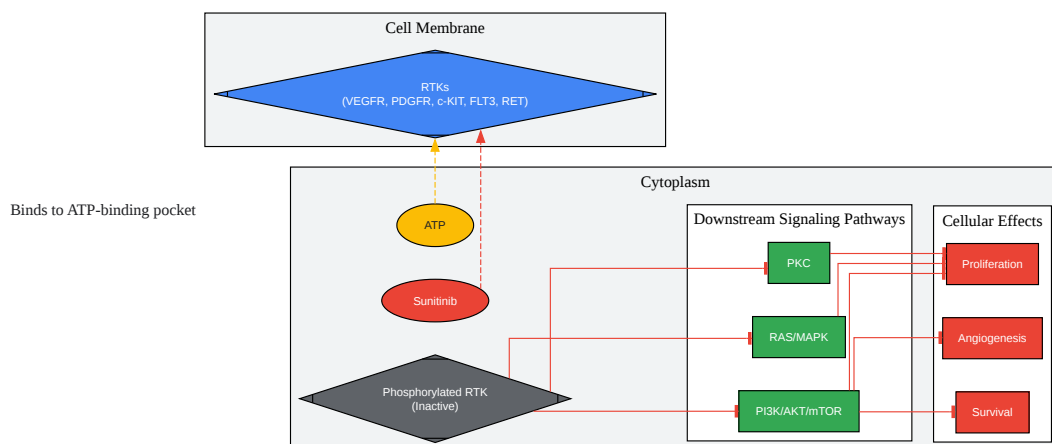 Cell Membrane
RTKs
(VEGFR, PDGFR, c-KIT, FLT3, RET)
Cytoplasm
Binds to ATP-binding pocket
ATP
Sunitinib
Phosphorylated RTK
(Inactive)
Downstream Signaling Pathways
PKC
RAS/MAPK
PI3K/AKT/mTOR
Cellular Effects
Proliferation
Angiogenesis
Survival